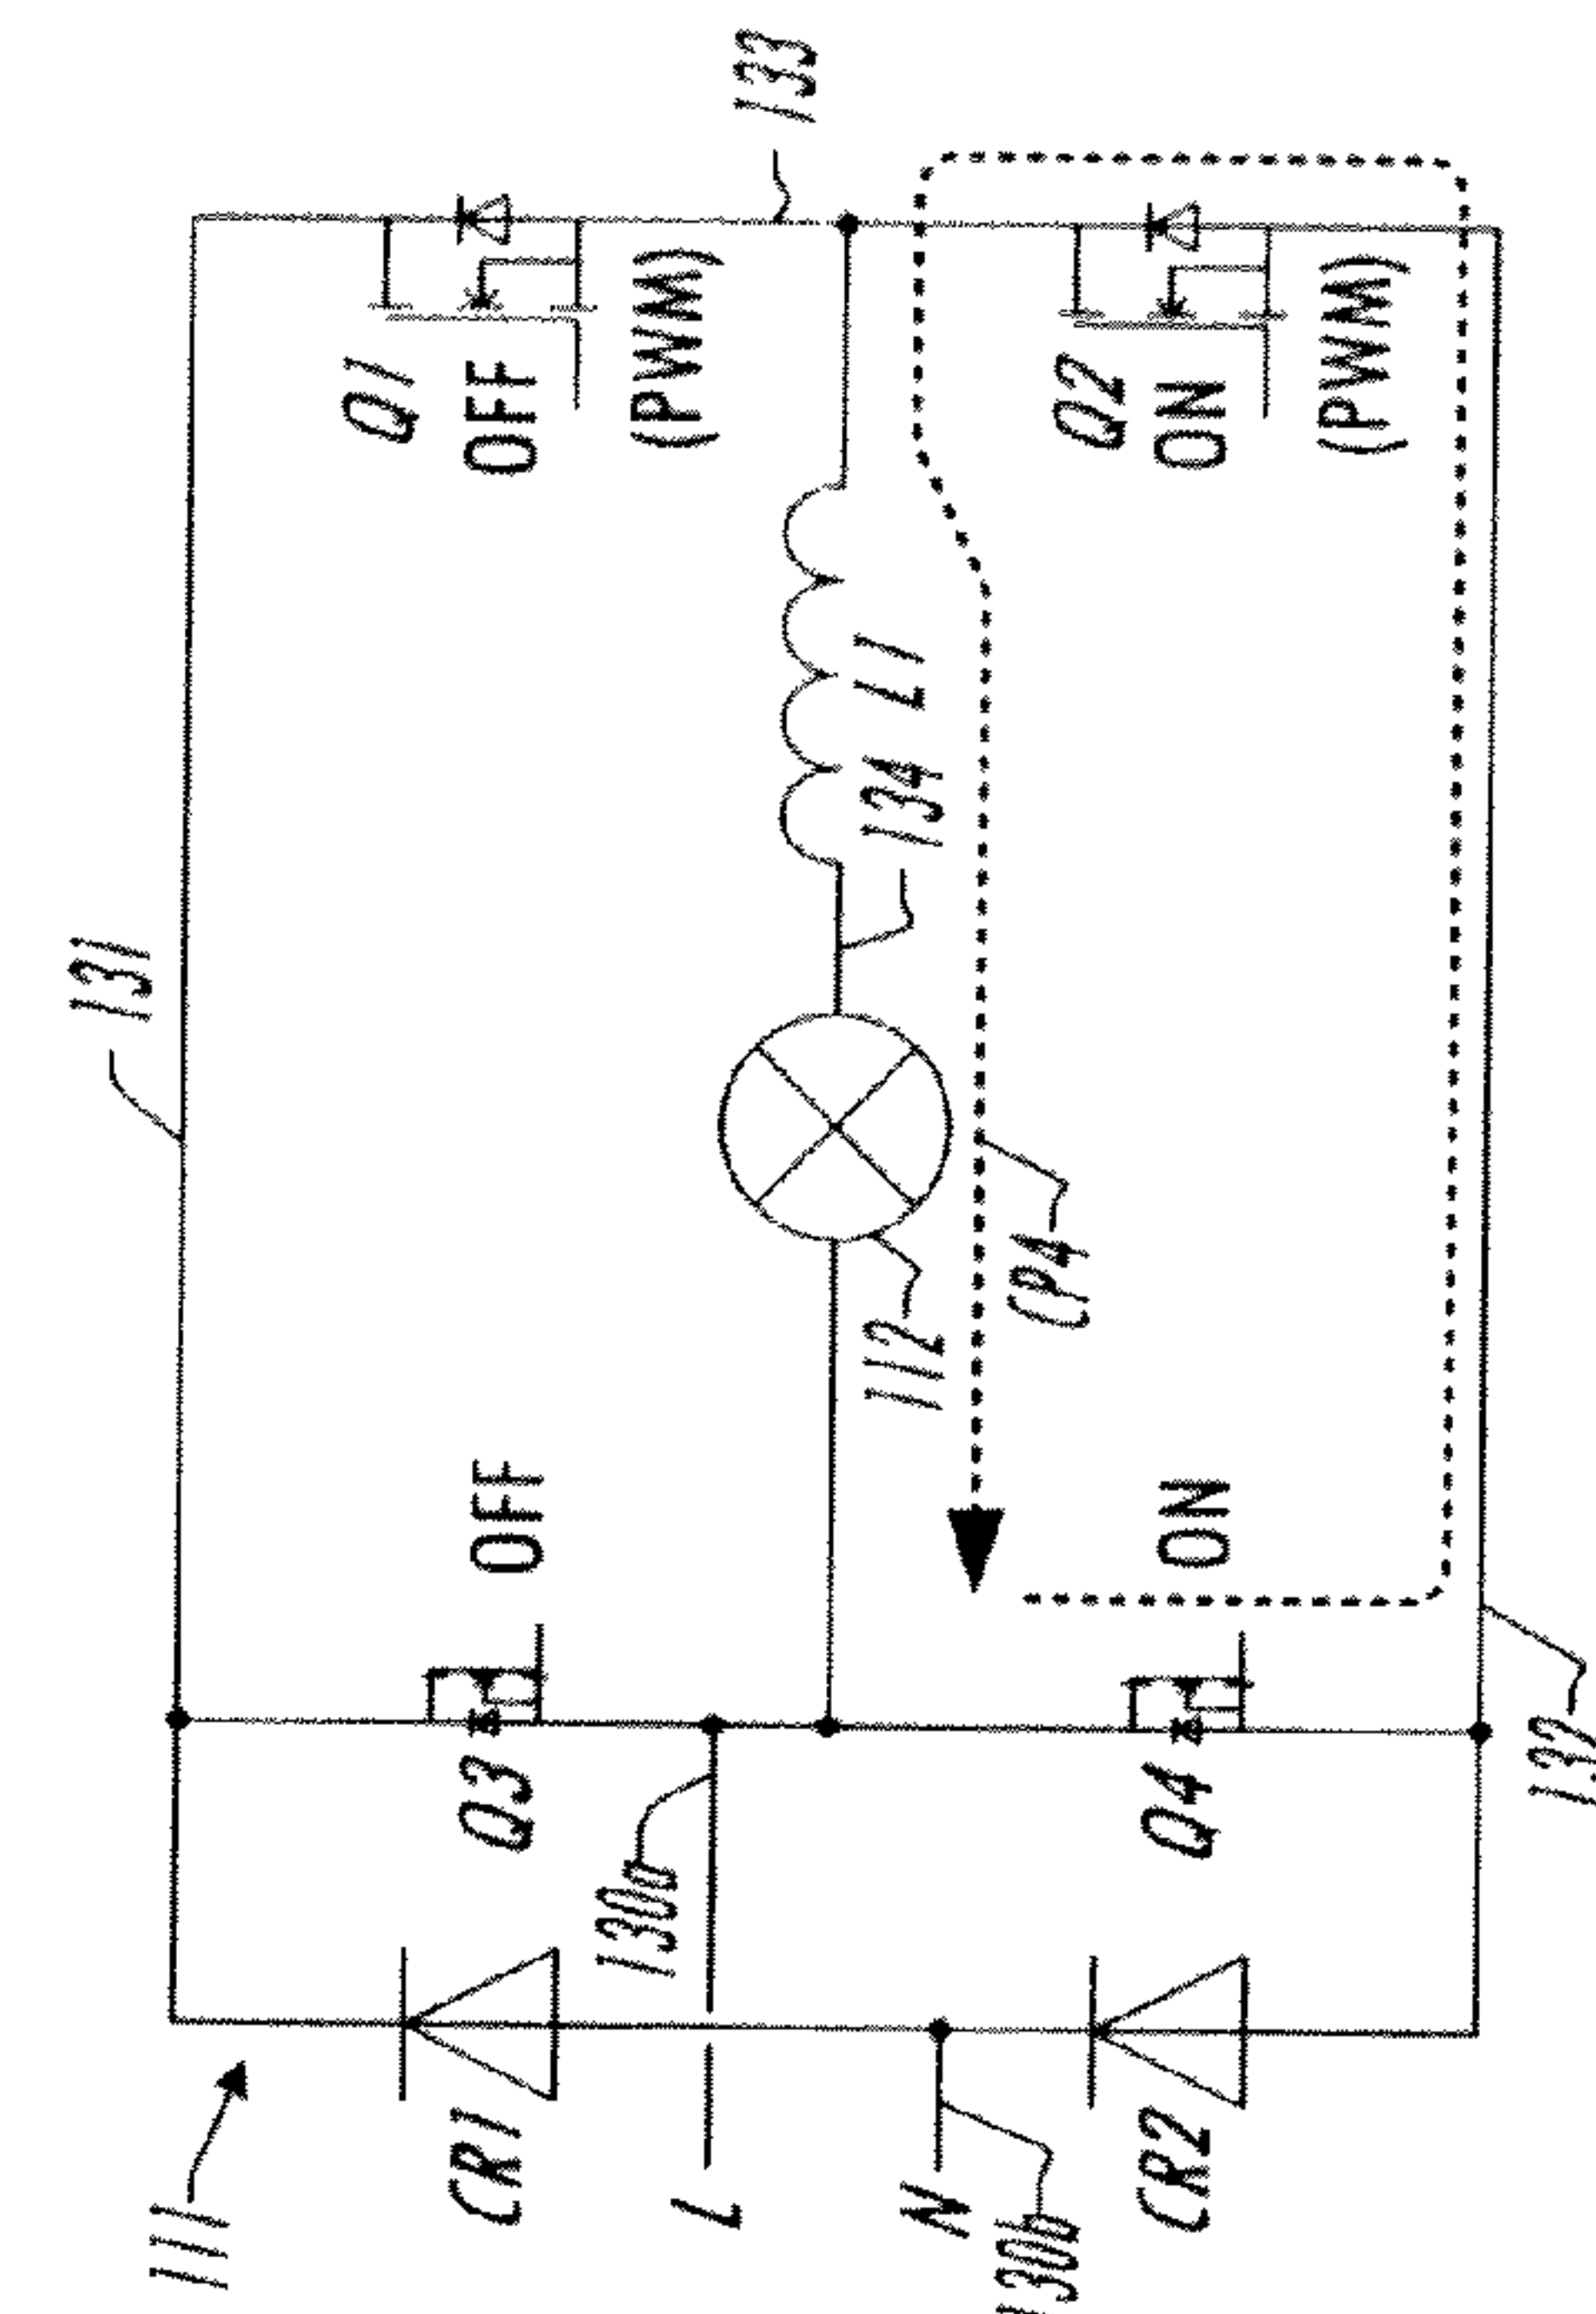 111
CR1
L
N
130b
CR2
130a
Q3
OFF
Q4
ON
132
131
112
CP4
134
L1
Q1
OFF
(PWM)
Q2
ON
(PWM)
133